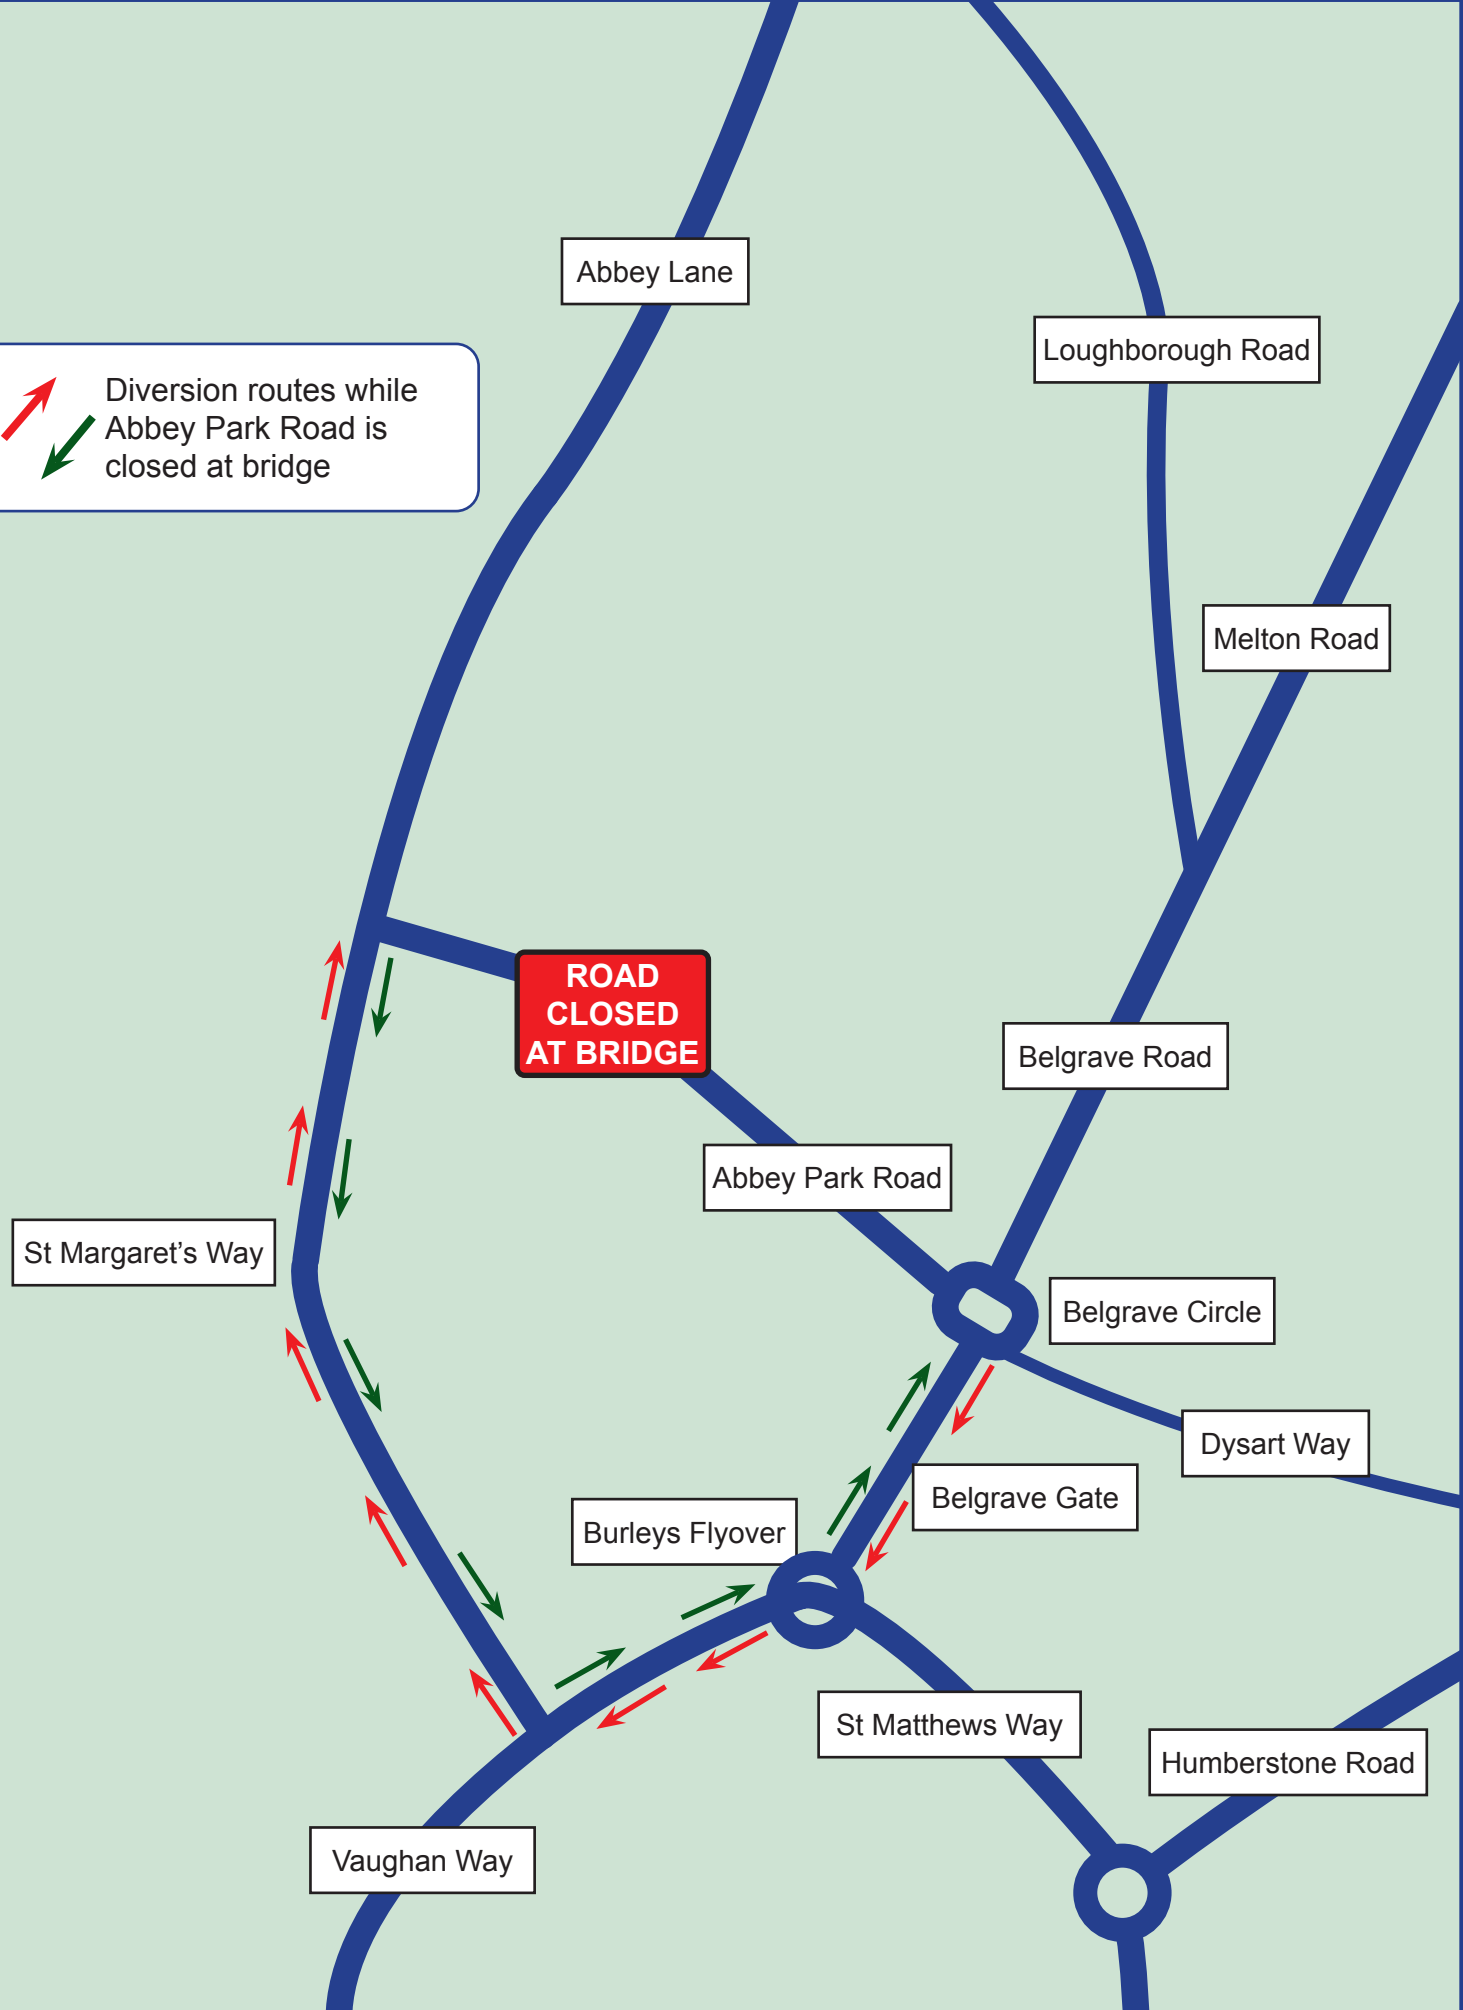 Abbey Lane
Loughborough Road
Diversion routes while
Abbey Park Road is
closed at bridge
Melton Road
ROAD
CLOSED
AT BRIDGE
Belgrave Road
Abbey Park Road
St Margaret’s Way
Belgrave Circle
Dysart Way
Belgrave Gate
Burleys Flyover
St Matthews Way
Humberstone Road
Vaughan Way